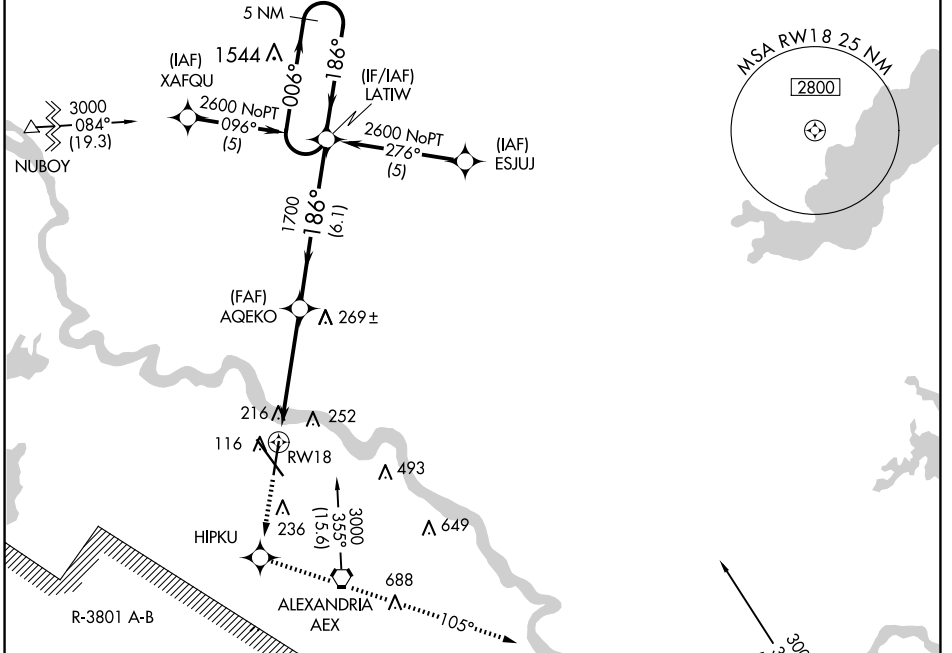 5 NM
(IAF)
XAFQU
1544
006°
186°
(IF/IAF)
LATIW
MSA RW18 25 NM
2800
3000
084°
(19.3)
NUBOY
2600 NoPT
096°
(5)
2600 NoPT
276°
(5)
(IAF)
ESJUJ
1700
186°
(6.1)
(FAF)
AQEKO
269±
216
252
116
RW18
493
236
3000
355°
(15.6)
649
HIPKU
688
ALEXANDRIA
AEX
105°
R-3801 A-B